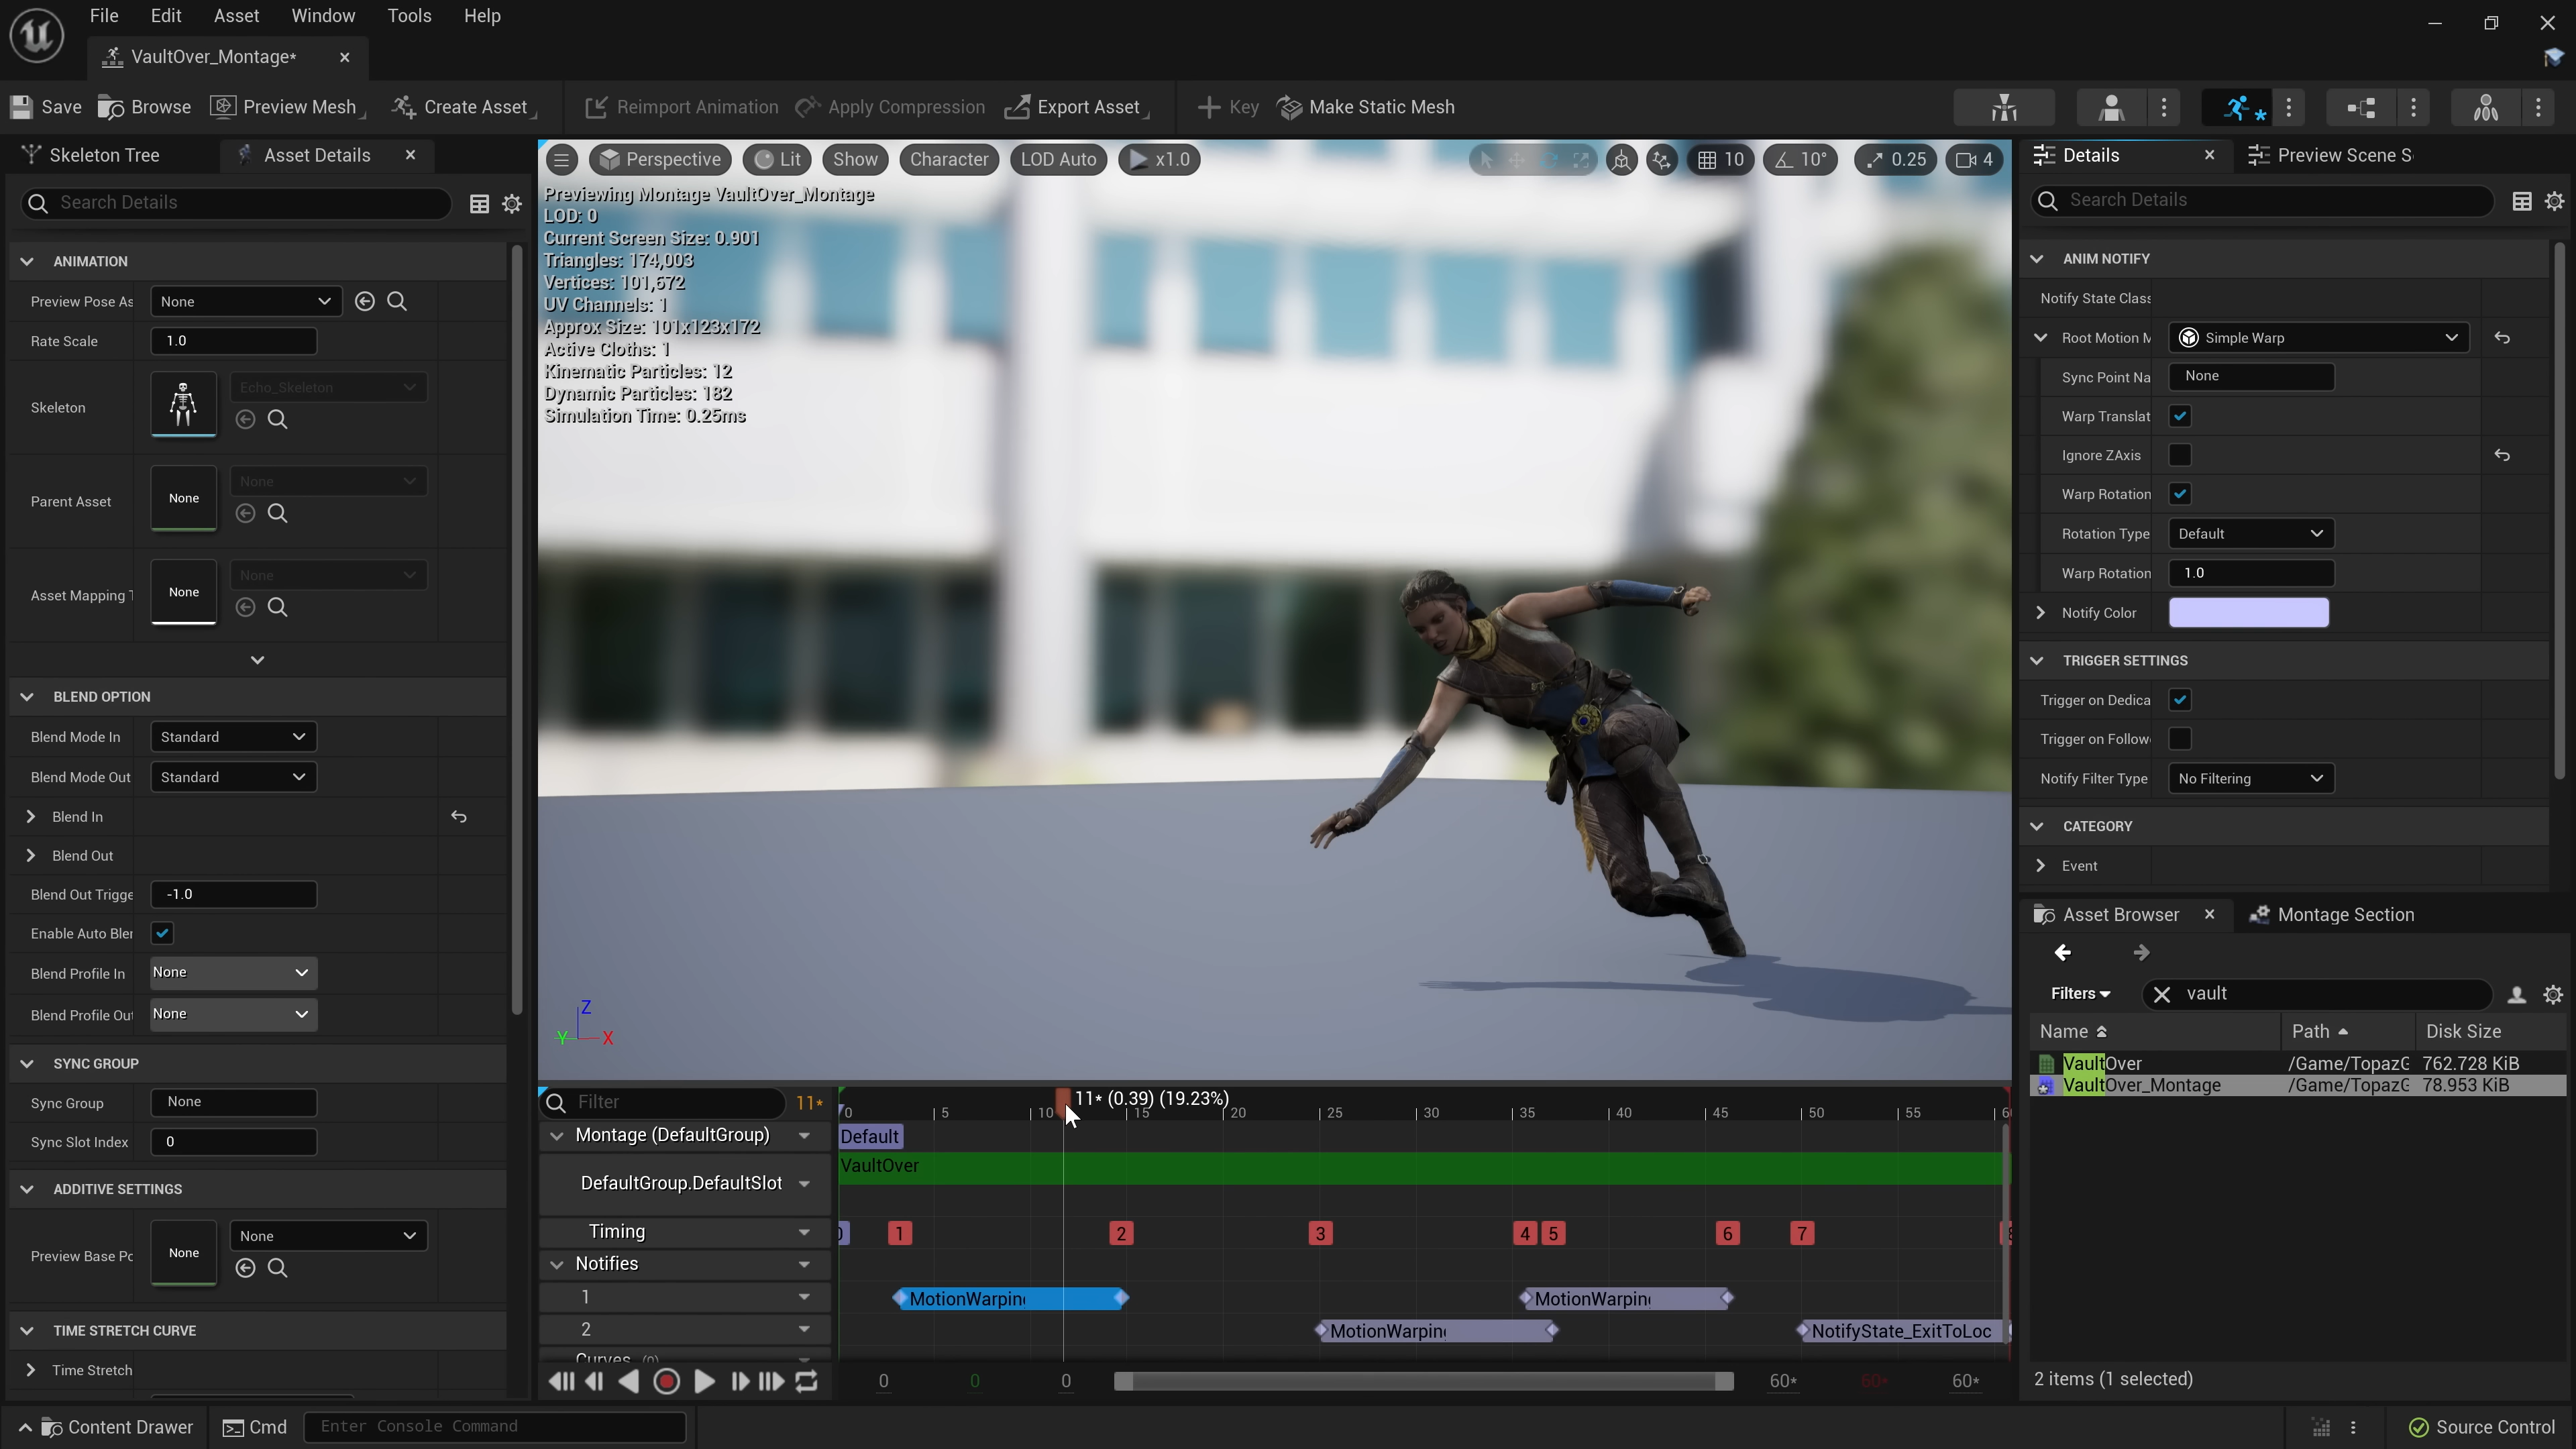 File Edit Asset Window Tools Help
VaultOver_Montage*
Save Browse Preview Mesh Create Asset Reimport Animation Apply Compression Export Asset Key Make Static Mesh
Skeleton Tree Asset Details
Search Details
ANIMATION
Preview Pose As None
Rate Scale 1.0
Skeleton Echo_Skeleton
Parent Asset None None
Asset Mapping T None None
BLEND OPTION
Blend Mode In Standard
Blend Mode Out Standard
Blend In
Blend Out
Blend Out Trigge -1.0
Enable Auto Bler
Blend Profile In None
Blend Profile Out None
SYNC GROUP
Sync Group None
Sync Slot Index 0
ADDITIVE SETTINGS
Preview Base Po None None
TIME STRETCH CURVE
Time Stretch
Perspective Lit Show Character LOD Auto x1.0 10 10° 0.25 4
Previewing Montage VaultOver_Montage
LOD: 0
Current Screen Size: 0.901
Triangles: 174,003
Vertices: 101,672
UV Channels: 1
Approx Size: 101x123x172
Active Cloths: 1
Kinematic Particles: 12
Dynamic Particles: 182
Simulation Time: 0.25ms
Z
Y X
Filter 11*
11* (0.39) (19.23%)
0 5 10 15 20 25 30 35 40 45 50 55 60
Montage (DefaultGroup) Default
VaultOver
DefaultGroup.DefaultSlot
Timing 1 2 3 4 5 6 7
Notifies
1 MotionWarping MotionWarping
2 MotionWarping NotifyState_ExitToLoc
Curves (0)
0 0 0 60* 60* 60*
Details Preview Scene S
Search Details
ANIM NOTIFY
Notify State Class
Root Motion M Simple Warp
Sync Point Na None
Warp Translat
Ignore ZAxis
Warp Rotation
Rotation Type Default
Warp Rotation 1.0
Notify Color
TRIGGER SETTINGS
Trigger on Dedica
Trigger on Follow
Notify Filter Type No Filtering
CATEGORY
Event
Asset Browser Montage Section
Filters vault
Name Path Disk Size
VaultOver /Game/TopazG 762.728 KiB
VaultOver_Montage /Game/TopazG 78.953 KiB
2 items (1 selected)
Content Drawer Cmd Enter Console Command Source Control